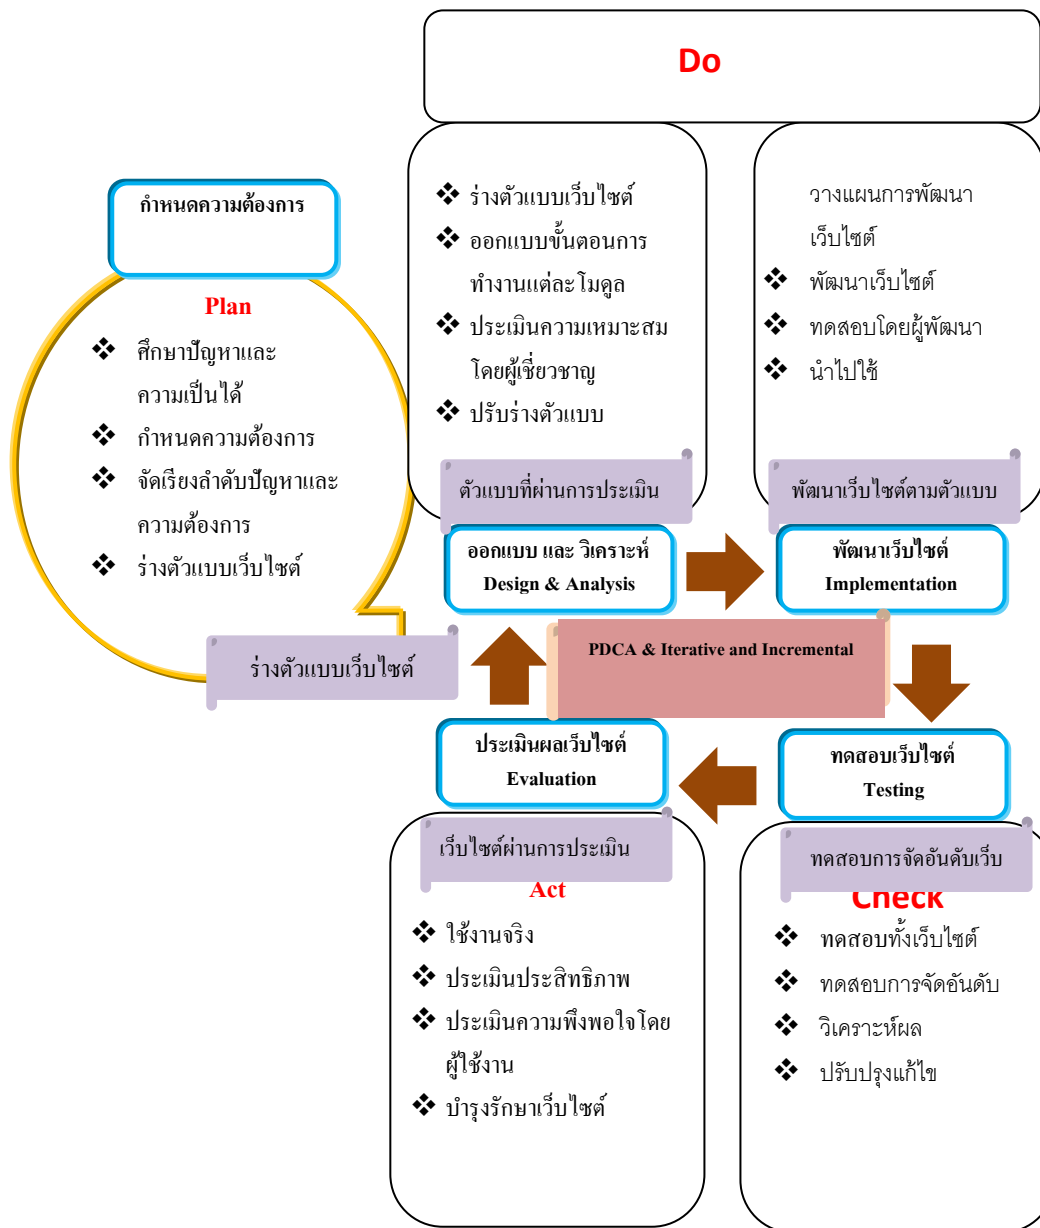 Do
กำหนดความต้องการ
Plan
ศึกษาปัญหาและ
ความเป็นได้
กำหนดความต้องการ
จัดเรียงลำดับปัญหาและ
ความต้องการ
ร่างตัวแบบเว็บไซต์
ร่างตัวแบบเว็บไซต์
ร่างตัวแบบเว็บไซต์
ออกแบบขั้นตอนการ
ทำงานแต่ละโมดูล
ประเมินความเหมาะสม
โดยผู้เชี่ยวชาญ
ปรับร่างตัวแบบ
ตัวแบบที่ผ่านการประเมิน
ออกแบบ และ วิเคราะห์
Design & Analysis
วางแผนการพัฒนา
เว็บไซต์
พัฒนาเว็บไซต์
ทดสอบโดยผู้พัฒนา
นำไปใช้
พัฒนาเว็บไซต์ตามตัวแบบ
พัฒนาเว็บไซต์
Implementation
PDCA & Iterative and Incremental
ประเมินผลเว็บไซต์
Evaluation
เว็บไซต์ผ่านการประเมิน
Act
ใช้งานจริง
ประเมินประสิทธิภาพ
ประเมินความพึงพอใจโดย
ผู้ใช้งาน
บำรุงรักษาเว็บไซต์
ทดสอบเว็บไซต์
Testing
ทดสอบการจัดอันดับเว็บ
Check
ทดสอบทั้งเว็บไซต์
ทดสอบการจัดอันดับ
วิเคราะห์ผล
ปรับปรุงแก้ไข